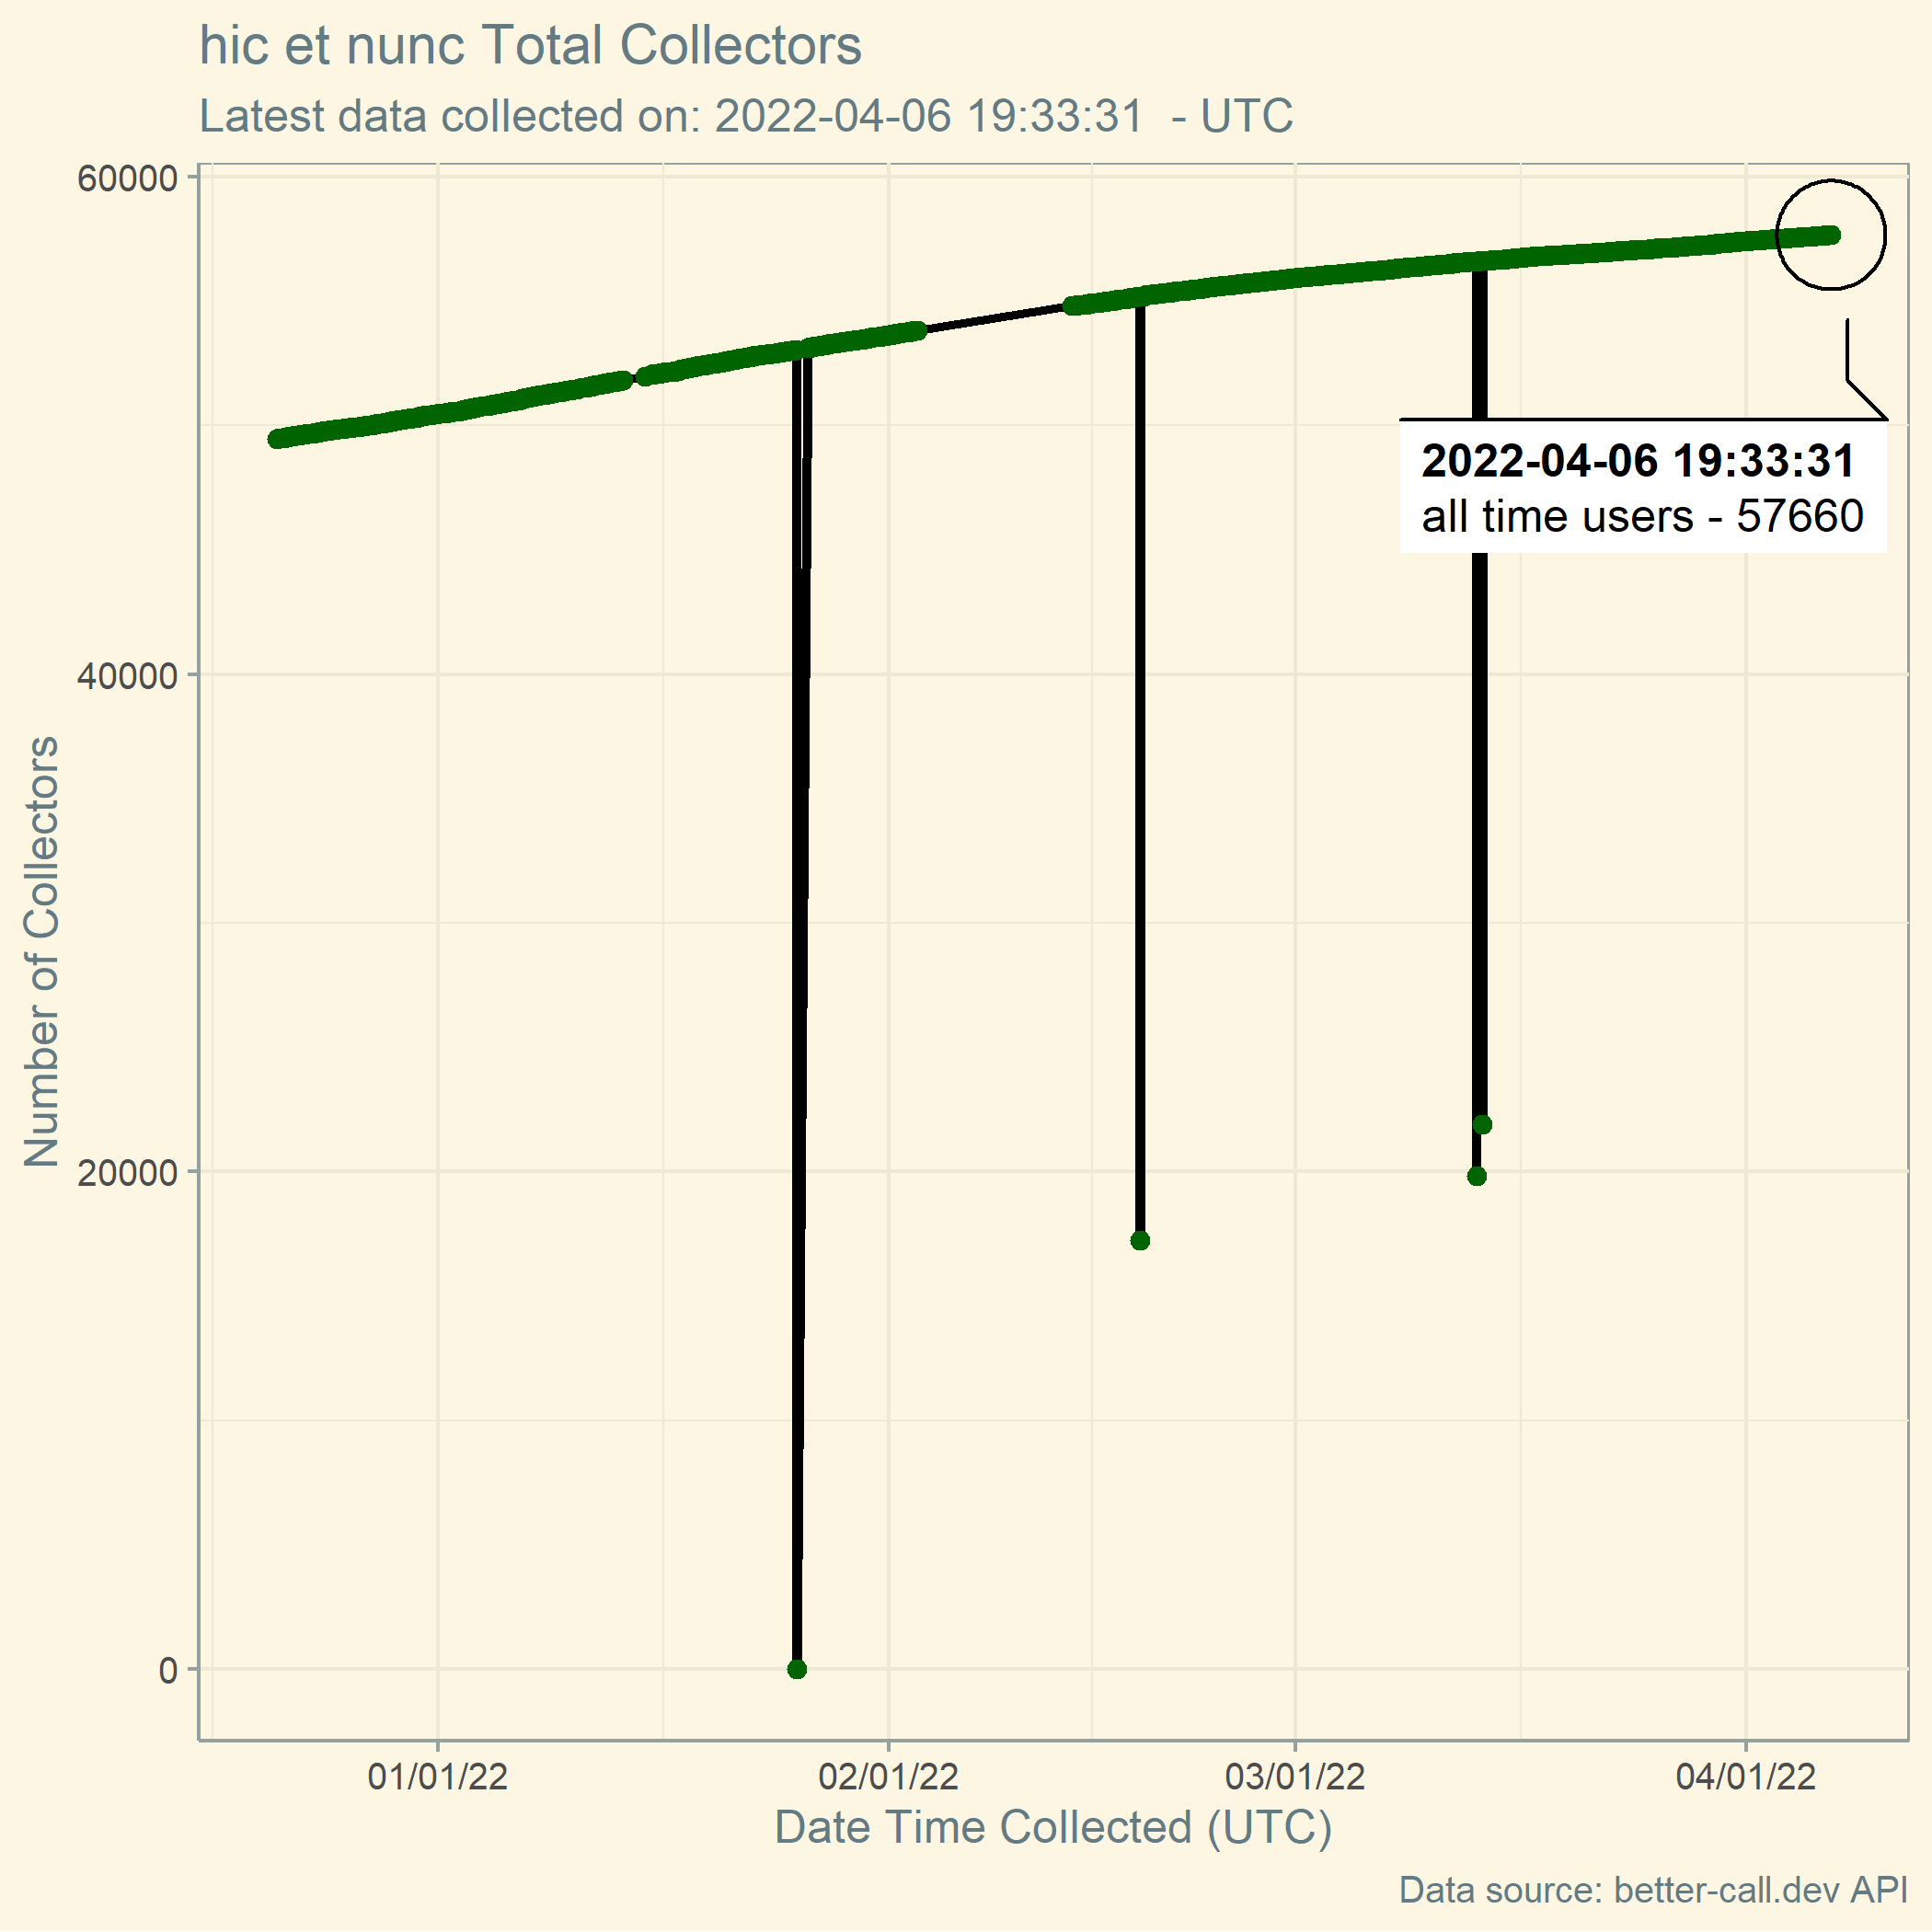 hic et nunc Total Collectors
Latest data collected on: 2022-04-06 19:33:31  - UTC
60000
40000
20000
0
Number of Collectors
2022-04-06 19:33:31
all time users - 57660
01/01/22
02/01/22
03/01/22
04/01/22
Date Time Collected (UTC)
Data source: better-call.dev API